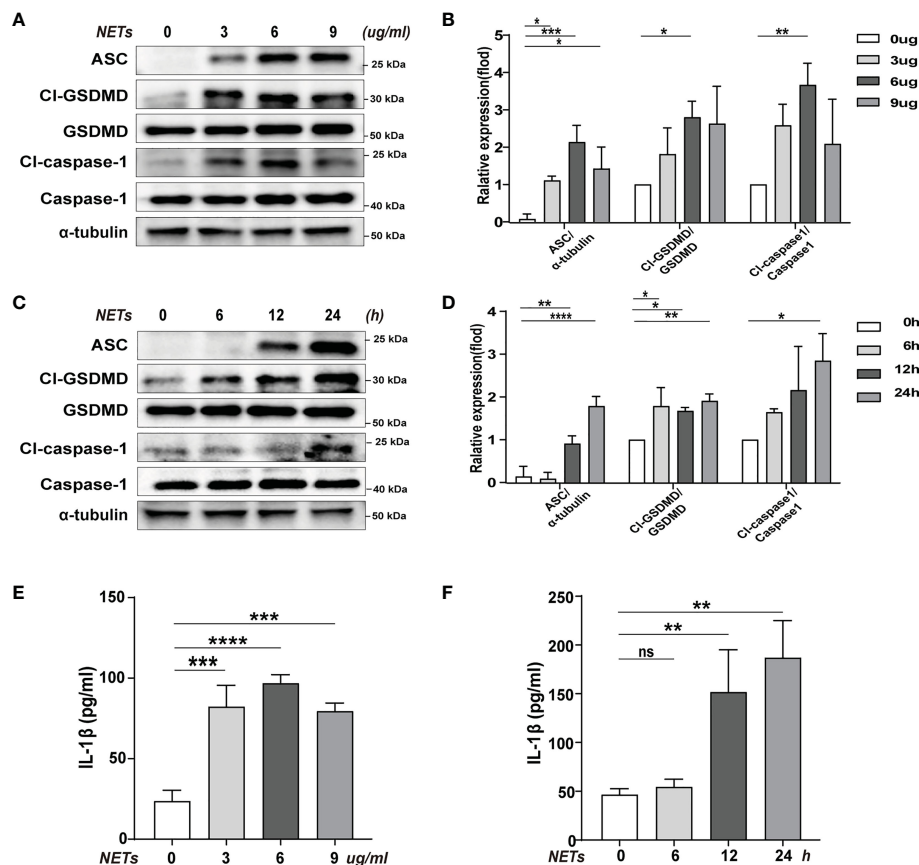 A
NETs 0 3 6 9 (ug/ml)
ASC
25 kDa
Cl-GSDMD
30 kDa
GSDMD
50 kDa
Cl-caspase-1
25 kDa
Caspase-1
40 kDa
α-tubulin
50 kDa
B
Ralative expression(flod)
5
4
3
2
1
0
* *** * * **
ASC/
α-tubulin
Cl-GSDMD/
GSDMD
Cl-caspase1/
Caspase1
0ug
3ug
6ug
9ug
C
NETs 0 6 12 24 (h)
ASC
25 kDa
Cl-GSDMD
30 kDa
GSDMD
50 kDa
Cl-caspase-1
25 kDa
Caspase-1
40 kDa
α-tubulin
50 kDa
D
Ralative expression(flod)
4
3
2
1
0
** **** * * ** *
ASC/
α-tubulin
Cl-GSDMD/
GSDMD
Cl-caspase1/
Caspase1
0h
6h
12h
24h
E
IL-1β (pg/ml)
150
100
50
0
***
****
***
NETs 0 3 6 9 ug/ml
F
IL-1β (pg/ml)
250
200
150
100
50
0
**
**
ns
NETs 0 6 12 24 h